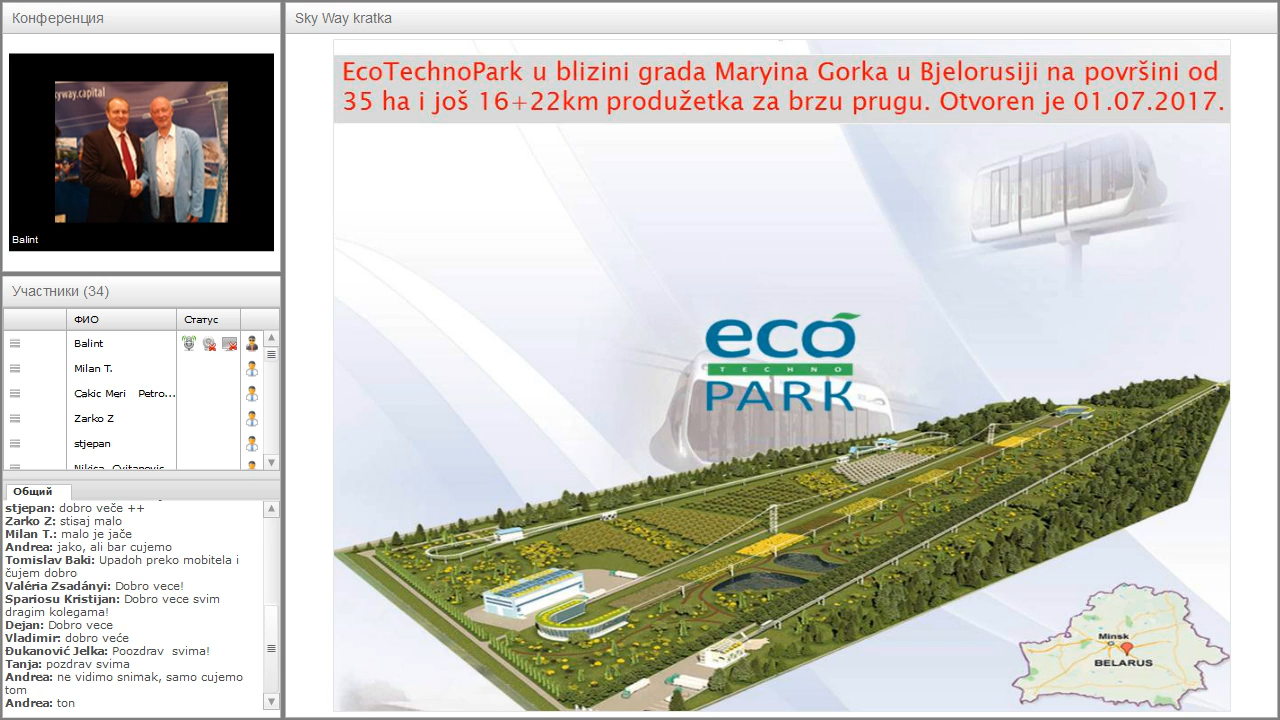 Конференция
kyway.capital
Balint
Участники (34)
ФИО
Статус
Balint
Milan T.
Cakic Meri Petro...
Zarko Z
stjepan
Nikisa Cvitanovic
Общий
stjepan: dobro veče ++
Zarko Z: stisaj malo
Milan T.: malo je jače
Andrea: jako, ali bar cujemo
Tomislav Baki: Upadoh preko mobitela i
čujem dobro
Valéria Zsadányi: Dobro vece!
Spariosu Kristijan: Dobro vece svim
dragim kolegama!
Dejan: Dobro vece
Vladimir: dobro veće
Đukanović Jelka: Poozdrav svima!
Tanja: pozdrav svima
Andrea: ne vidimo snimak, samo cujemo
tom
Andrea: ton
Sky Way kratka
EcoTechnoPark u blizini grada Maryina Gorka u Bjelorusiji na površini od
35 ha i još 16+22km produžetka za brzu prugu. Otvoren je 01.07.2017.
eco
TECHNO
PARK
Minsk
BELARUS